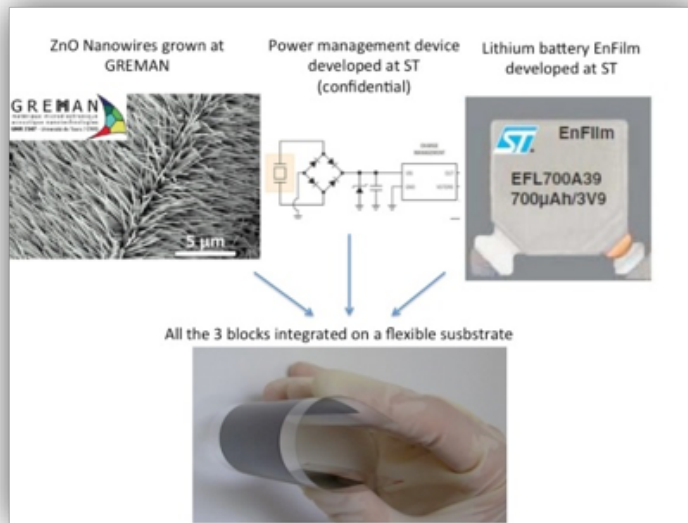 ZnO Nanowires grown at
GREMAN
Power management device
developed at ST
(confidential)
Lithium battery EnFilm
developed at ST
GREMAN
5 µm
ST
EnFilm
EFL700A39
700µAh/3V9
All the 3 blocks integrated on a flexible susbstrate